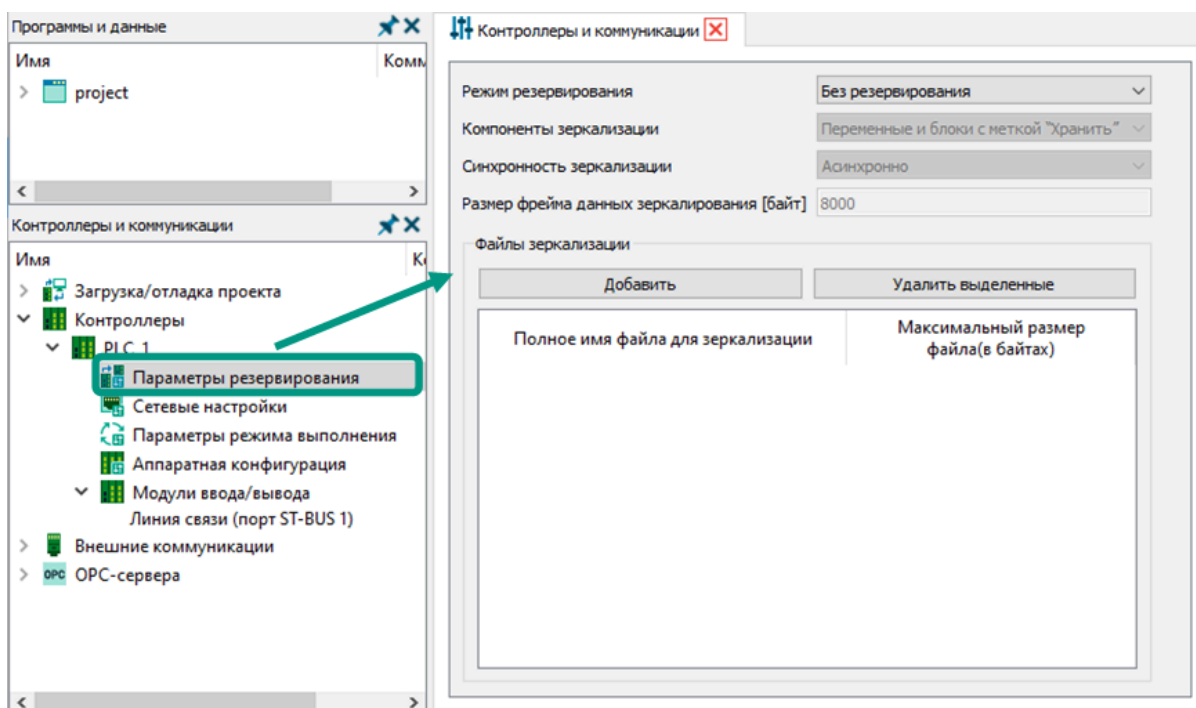 Программы и данные
Имя
Комм
project
Контроллеры и коммуникации
Имя
Ко
Загрузка/отладка проекта
Контроллеры
PLC_1
Параметры резервирования
Сетевые настройки
Параметры режима выполнения
Аппаратная конфигурация
Модули ввода/вывода
Линия связи (порт ST-BUS 1)
Внешние коммуникации
OPC OPC-сервера
Контроллеры и коммуникации
Режим резервирования Без резервирования
Компоненты зеркализации Переменные и блоки с меткой "Хранить"
Синхронность зеркализации Асинхронно
Размер фрейма данных зеркалирования [байт] 8000
Файлы зеркализации
Добавить Удалить выделенные
Полное имя файла для зеркализации
Максимальный размер
файла(в байтах)